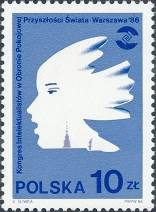 Kongres Intelektualistów w Obronie Pokojowej
Przyszłości Świata · Warszawa '86
POLSKA 10 ZŁ